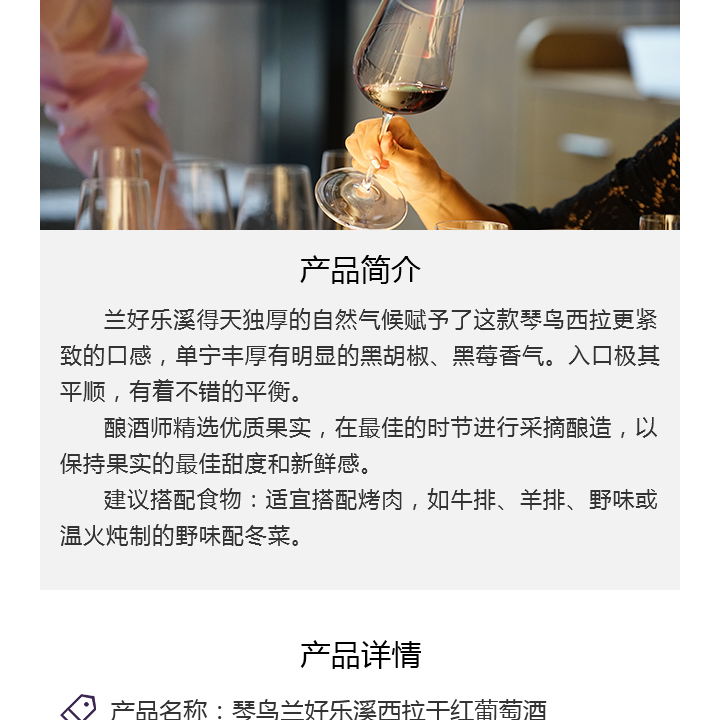 产品简介
兰好乐溪得天独厚的自然气候赋予了这款琴鸟西拉更紧
致的口感，单宁丰厚有明显的黑胡椒、黑莓香气。入口极其
平顺，有着不错的平衡。
酿酒师精选优质果实，在最佳的时节进行采摘酿造，以
保持果实的最佳甜度和新鲜感。
建议搭配食物：适宜搭配烤肉，如牛排、羊排、野味或
温火炖制的野味配冬菜。
产品详情
产品名称：琴鸟兰好乐溪西拉干红葡萄酒